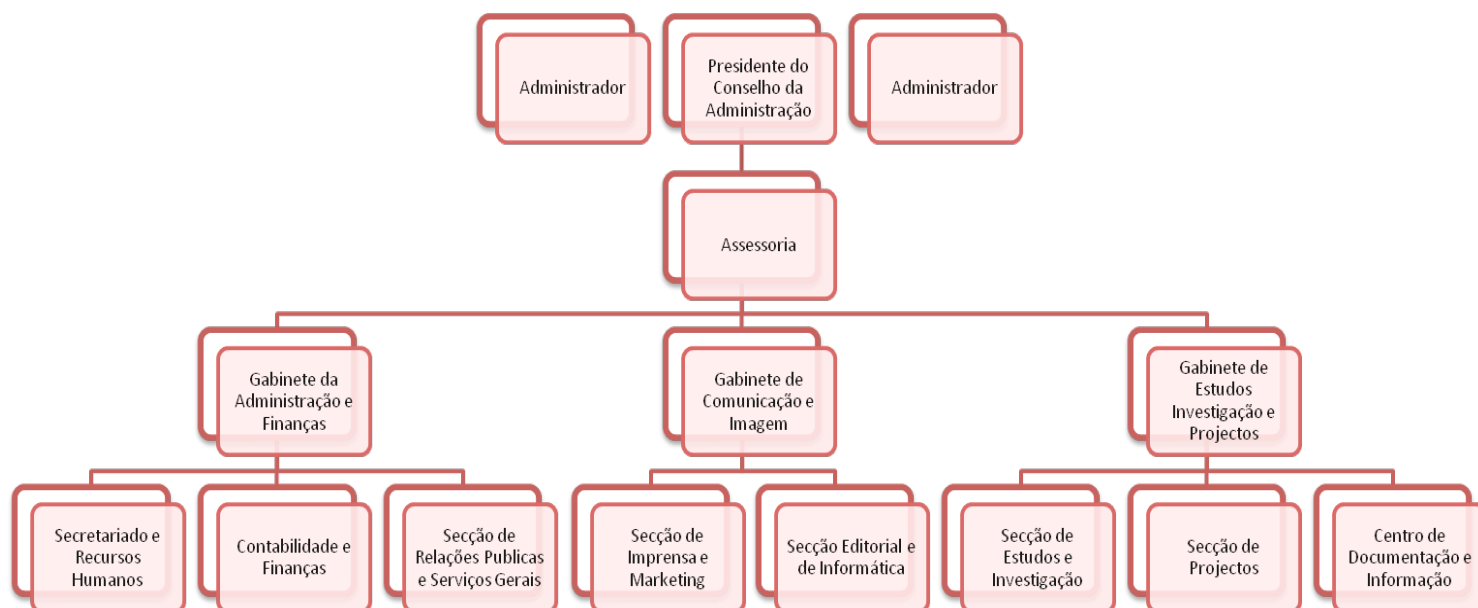 Administrador
Presidente do
Conselho da
Administração
Administrador
Assessoria
Gabinete da
Administração e
Finanças
Gabinete de
Comunicação e
Imagem
Gabinete de
Estudos
Investigação e
Projectos
Secretariado e
Recursos
Humanos
Contabilidade e
Finanças
Secção de
Relações Publicas
e Serviços Gerais
Secção de
Imprensa e
Marketing
Secção Editorial e
de Informática
Secção de
Estudos e
Investigação
Secção de
Projectos
Centro de
Documentação e
Informação